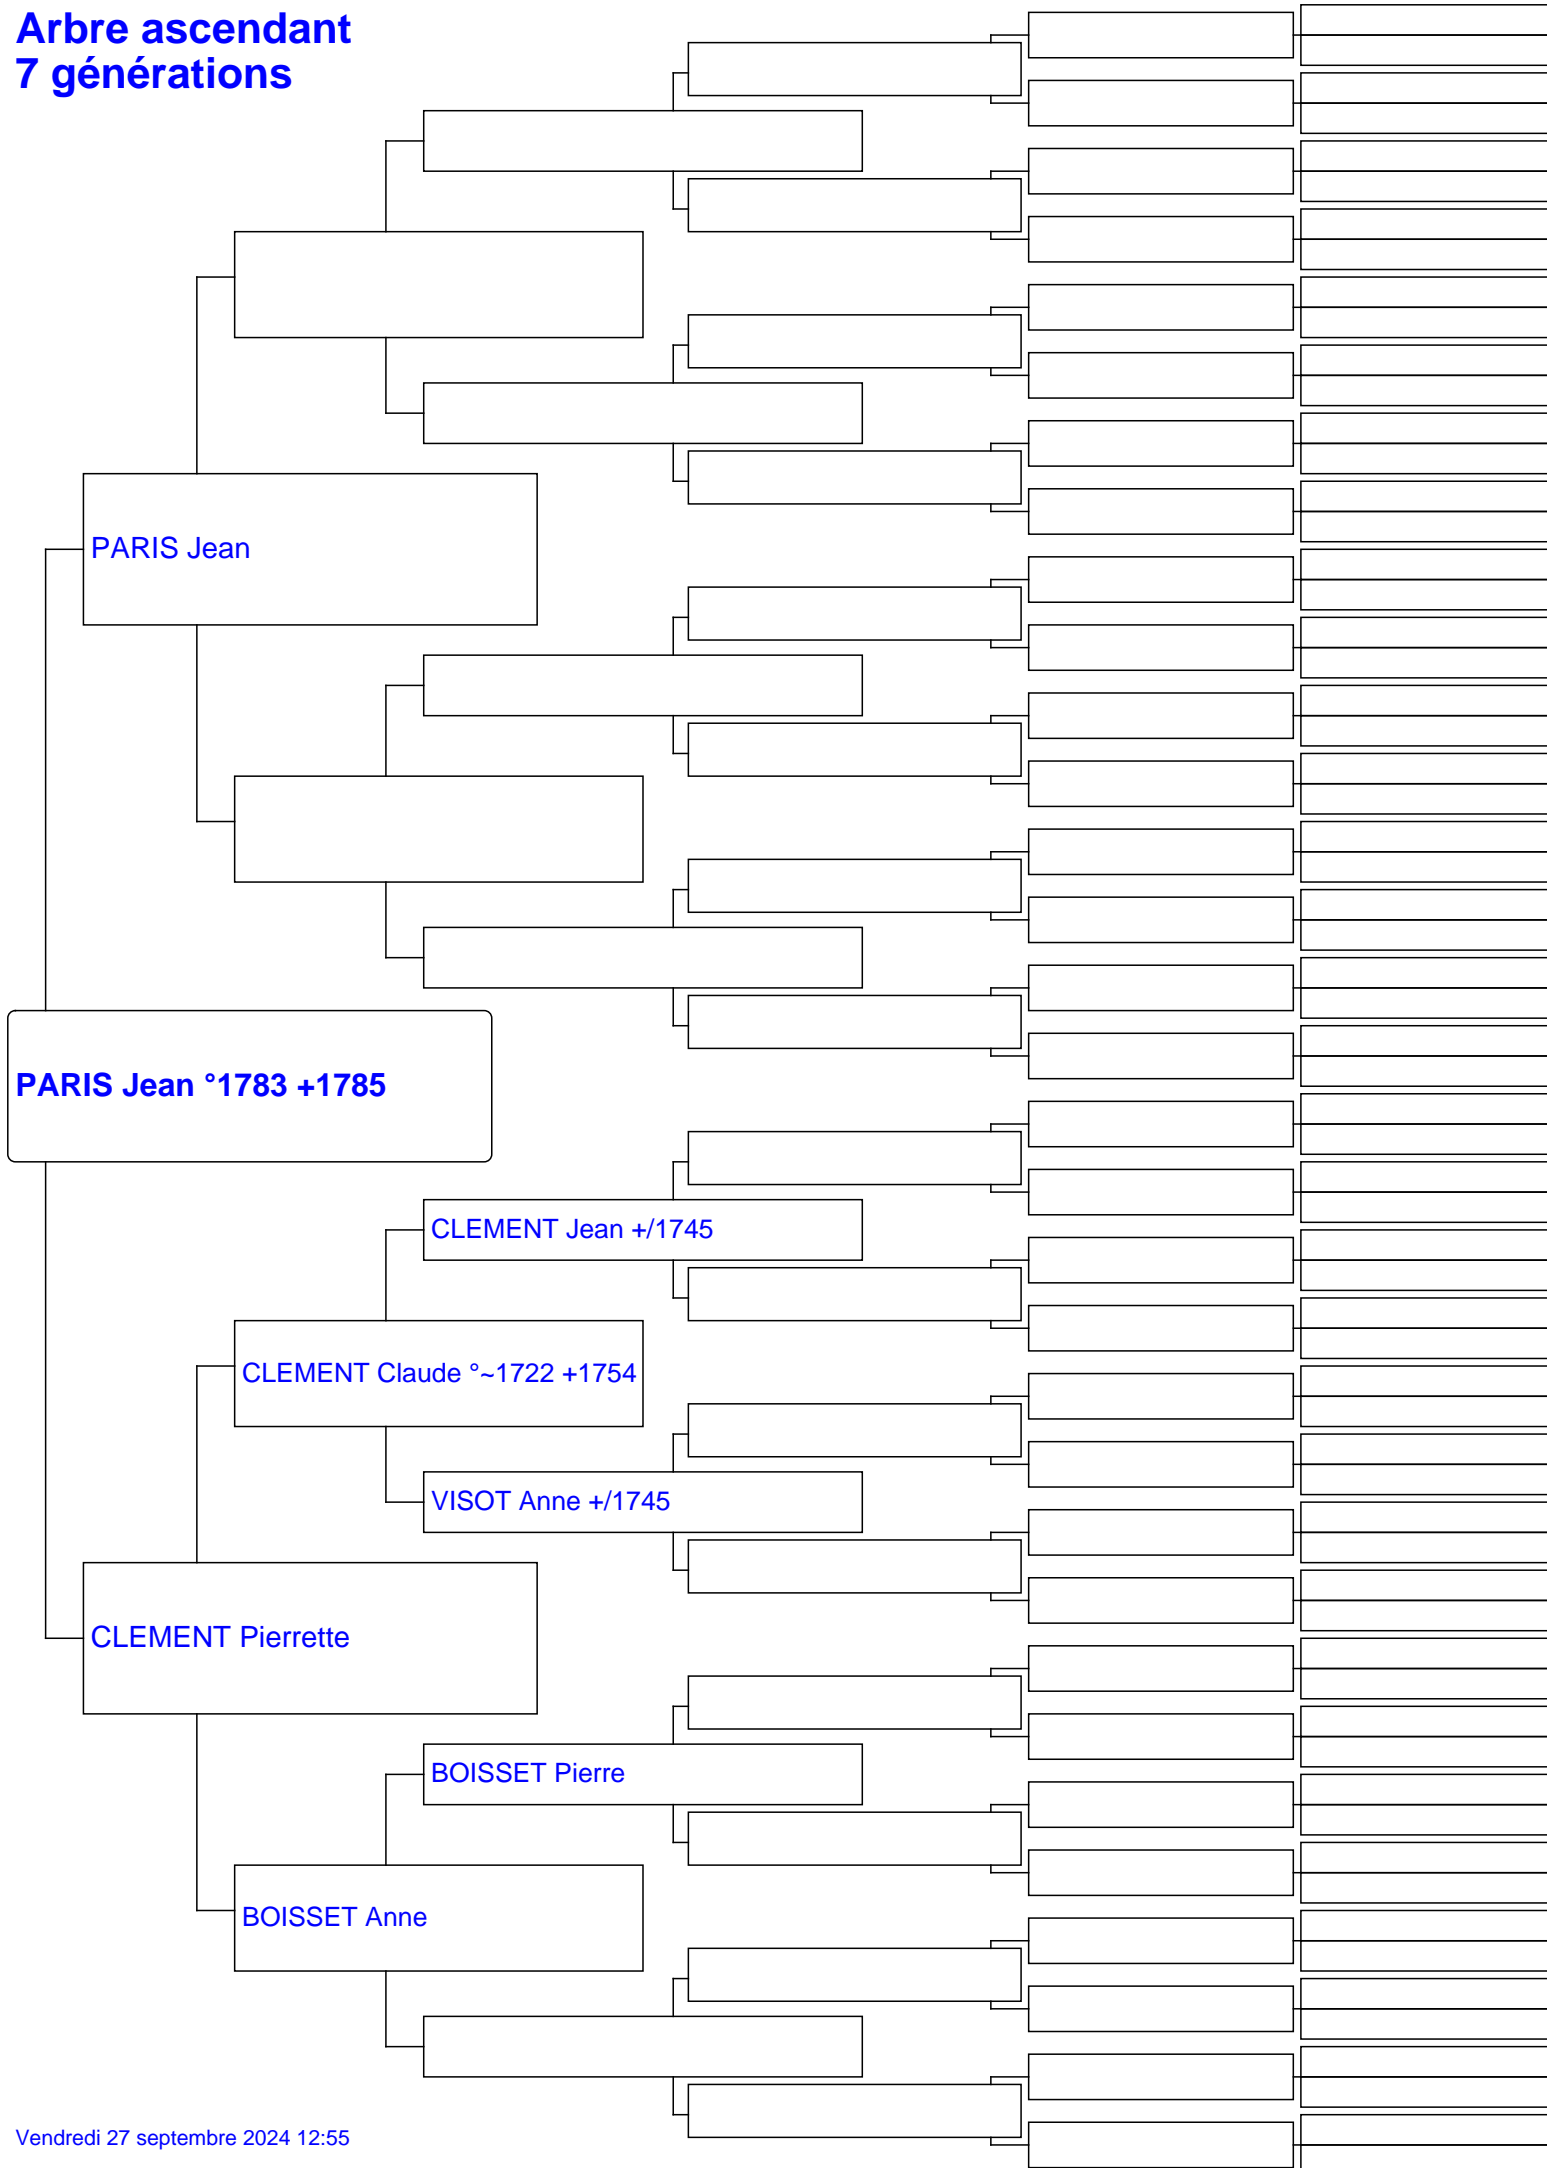 Arbre ascendant
7 générations
PARIS Jean
PARIS Jean °1783 +1785
CLEMENT Jean +/1745
CLEMENT Claude °~1722 +1754
VISOT Anne +/1745
CLEMENT Pierrette
BOISSET Pierre
BOISSET Anne
Vendredi 27 septembre 2024 12:55